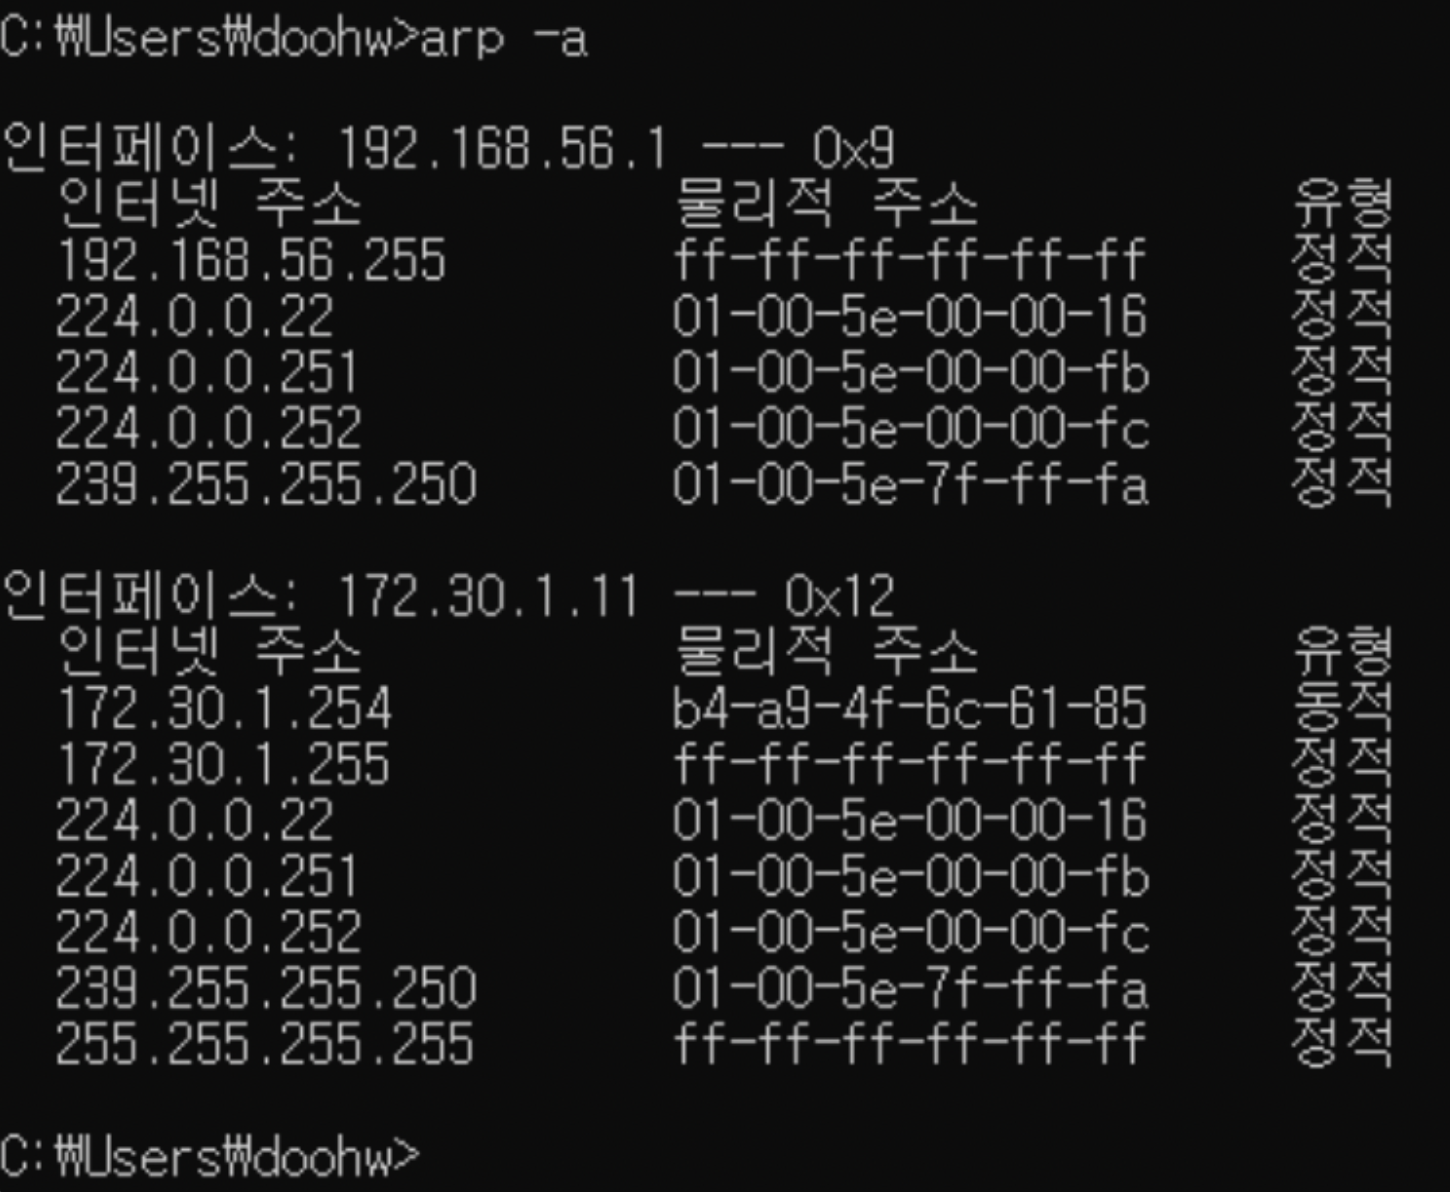 C:₩Users₩doohw>arp -a
인터페이스: 192.168.56.1 --- 0x9
인터넷 주소 물리적 주소 유형
192.168.56.255 ff-ff-ff-ff-ff-ff 정적
224.0.0.22 01-00-5e-00-00-16 정적
224.0.0.251 01-00-5e-00-00-fb 정적
224.0.0.252 01-00-5e-00-00-fc 정적
239.255.255.250 01-00-5e-7f-ff-fa 정적
인터페이스: 172.30.1.11 --- 0x12
인터넷 주소 물리적 주소 유형
172.30.1.254 b4-a9-4f-6c-61-85 동적
172.30.1.255 ff-ff-ff-ff-ff-ff 정적
224.0.0.22 01-00-5e-00-00-16 정적
224.0.0.251 01-00-5e-00-00-fb 정적
224.0.0.252 01-00-5e-00-00-fc 정적
239.255.255.250 01-00-5e-7f-ff-fa 정적
255.255.255.255 ff-ff-ff-ff-ff-ff 정적
C:₩Users₩doohw>